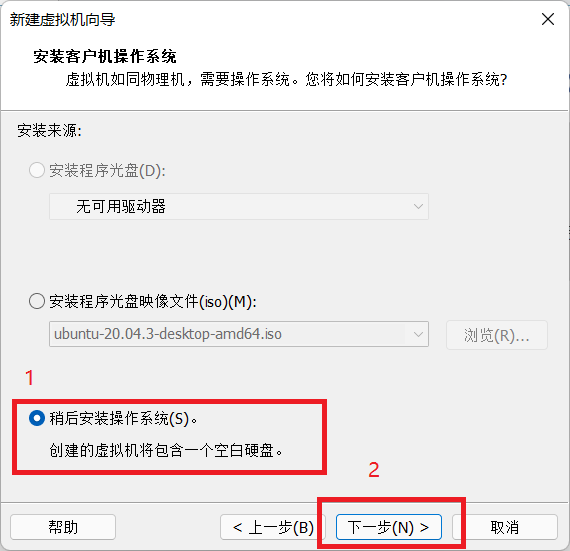 新建虚拟机向导
安装客户机操作系统
虚拟机如同物理机，需要操作系统。您将如何安装客户机操作系统?
安装来源:
安装程序光盘(D):
无可用驱动器
安装程序光盘映像文件(iso)(M):
ubuntu-20.04.3-desktop-amd64.iso
浏览(R)...
1
稍后安装操作系统(S)。
创建的虚拟机将包含一个空白硬盘。
2
帮助
< 上一步(B)
下一步(N) >
取消